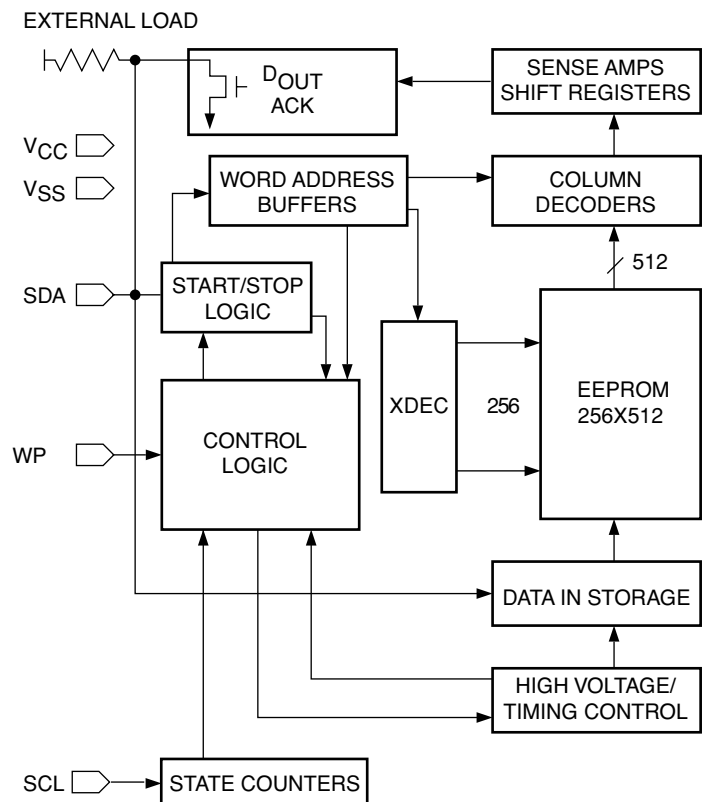 EXTERNAL LOAD
DOUT
ACK
SENSE AMPS
SHIFT REGISTERS
VCC
VSS
WORD ADDRESS
BUFFERS
COLUMN
DECODERS
512
SDA
START/STOP
LOGIC
XDEC
256
EEPROM
256X512
WP
CONTROL
LOGIC
DATA IN STORAGE
HIGH VOLTAGE/
TIMING CONTROL
SCL
STATE COUNTERS